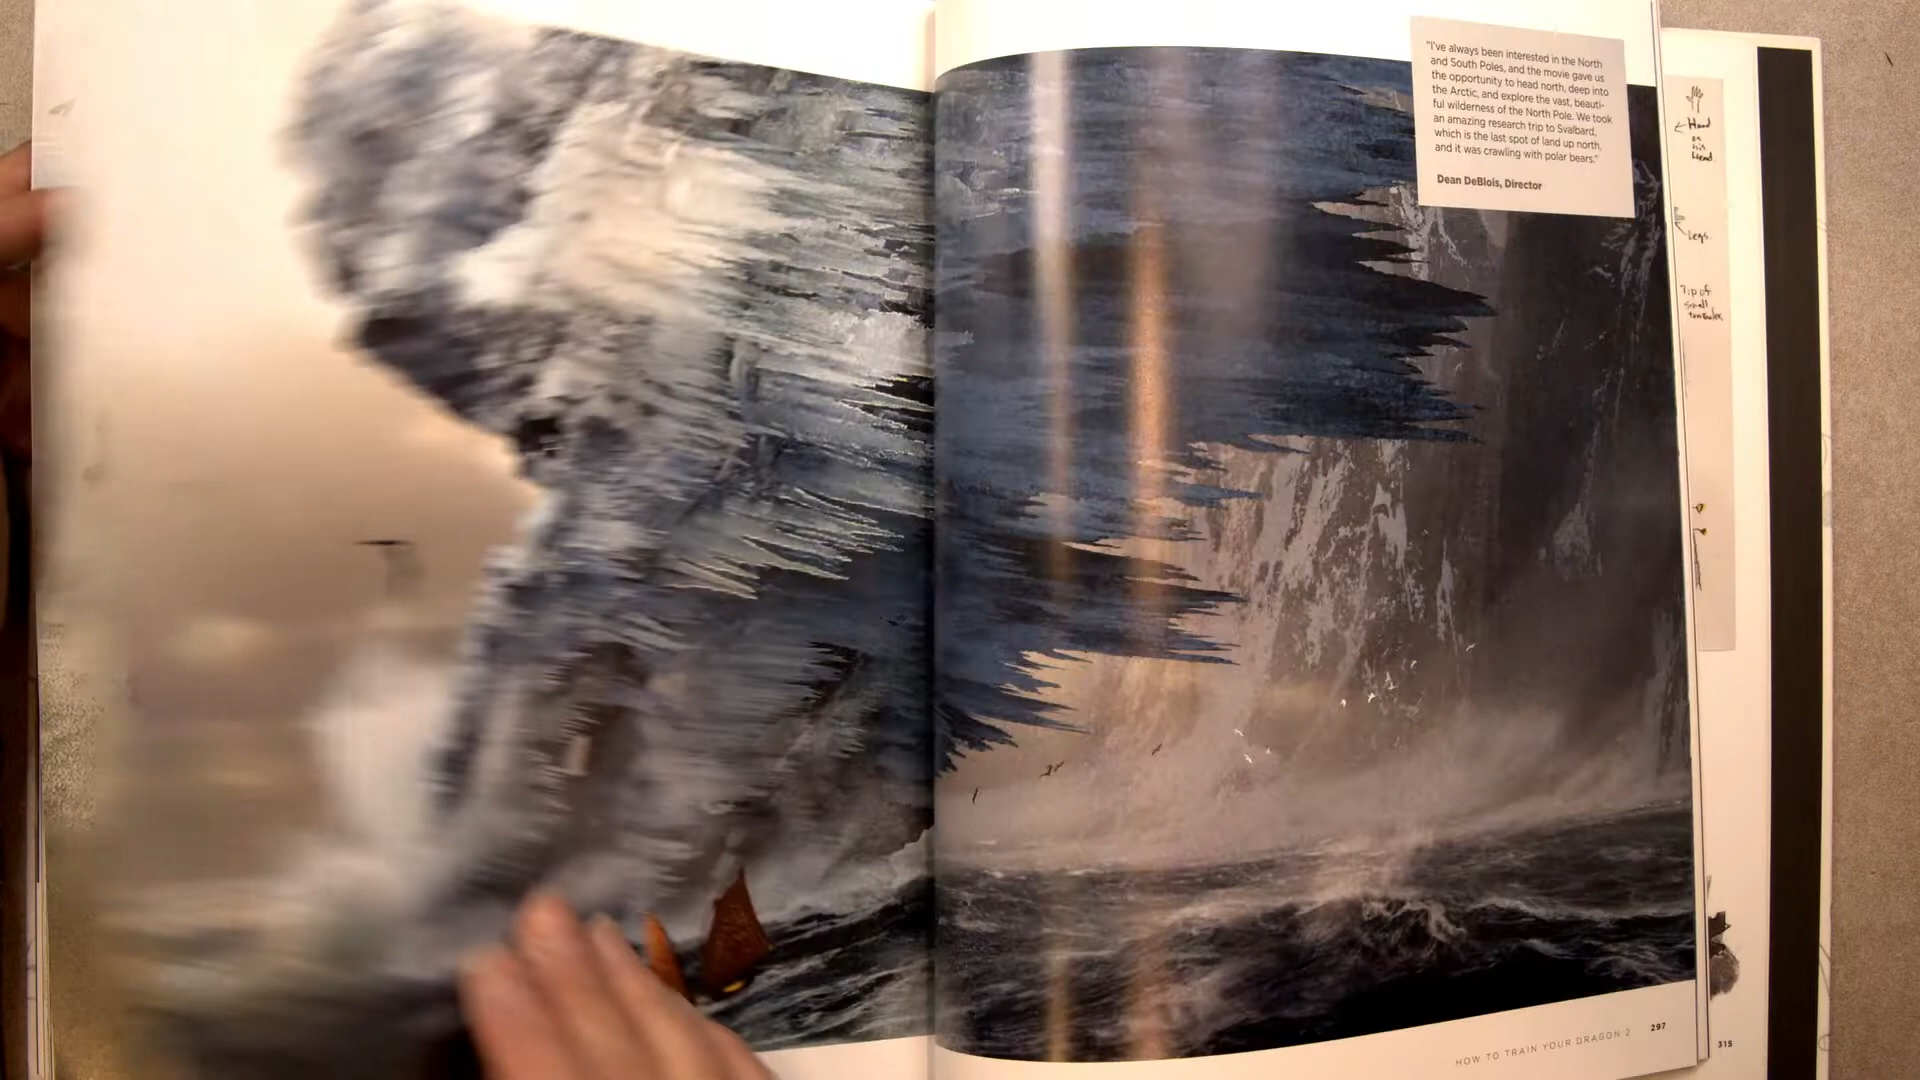 "I've always been interested in the North
and South Poles, and the movie gave us
the opportunity to head north, deep into
the Arctic, and explore the vast, beauti-
ful wilderness of the North Pole. We took
an amazing research trip to Svalbard,
which is the last spot of land up north,
and it was crawling with polar bears."
Dean DeBlois, Director
Hand
on
his
Head
Legs
Tip of
small
tentacles
HOW TO TRAIN YOUR DRAGON 2 297
315